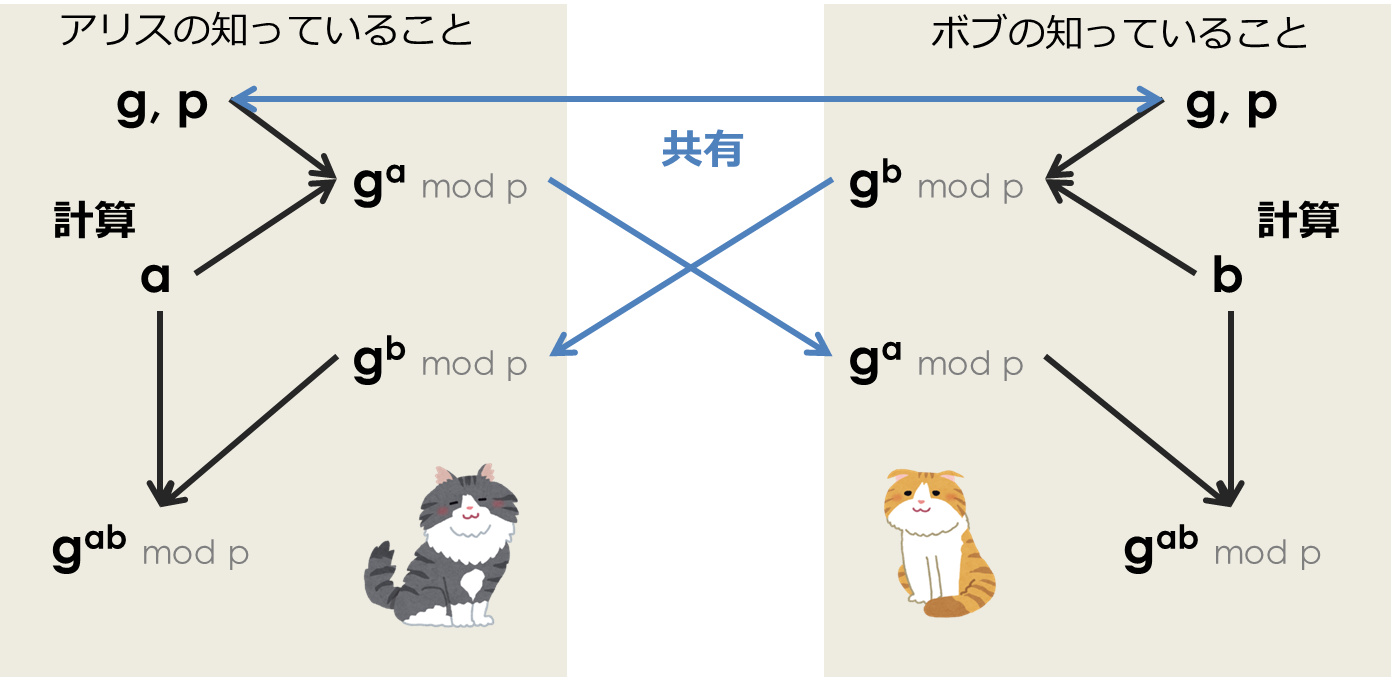 アリスの知っていること
g, p
g^a mod p
計算
a
g^b mod p
g^ab mod p
共有
ボブの知っていること
g, p
g^b mod p
計算
b
g^a mod p
g^ab mod p